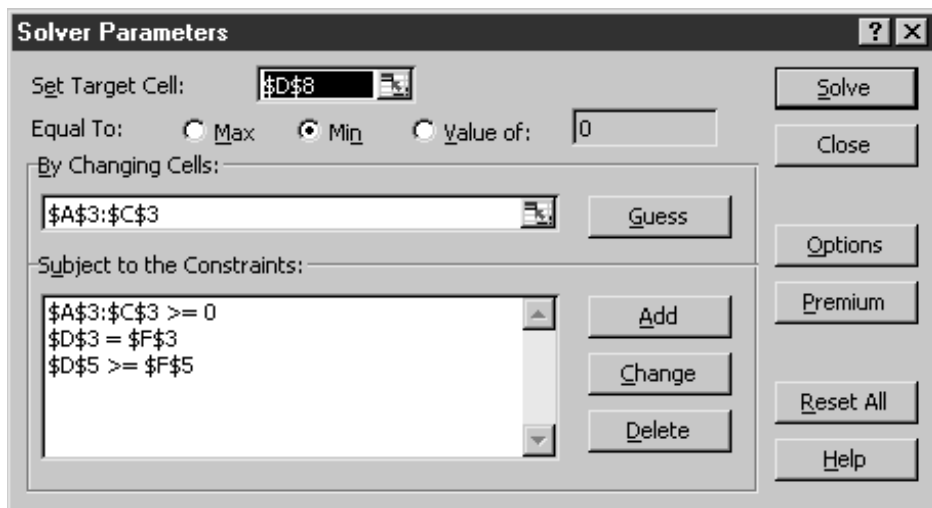 Solver Parameters
Set Target Cell: $D$8 Solve
Equal To: Max Min Value of: 0 Close
By Changing Cells:
$A$3:$C$3 Guess
Options
Subject to the Constraints:
$A$3:$C$3 >= 0 Add Premium
$D$3 = $F$3
$D$5 >= $F$5
Change
Reset All
Delete
Help